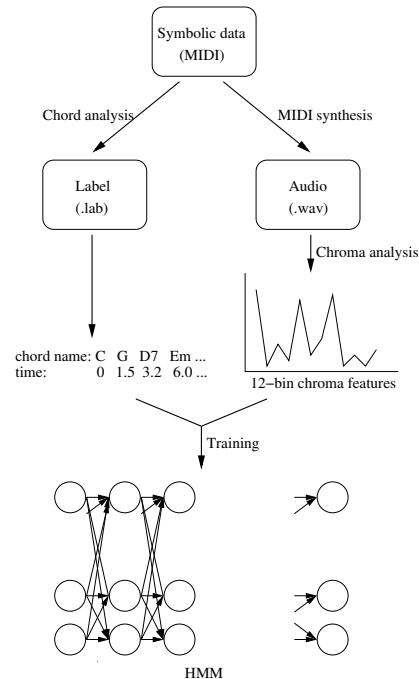 Symbolic data
(MIDI)
Chord analysis
MIDI synthesis
Label
(.lab)
Audio
(.wav)
Chroma analysis
chord name: C G D7 Em ...
time: 0 1.5 3.2 6.0 ...
12−bin chroma features
Training
HMM